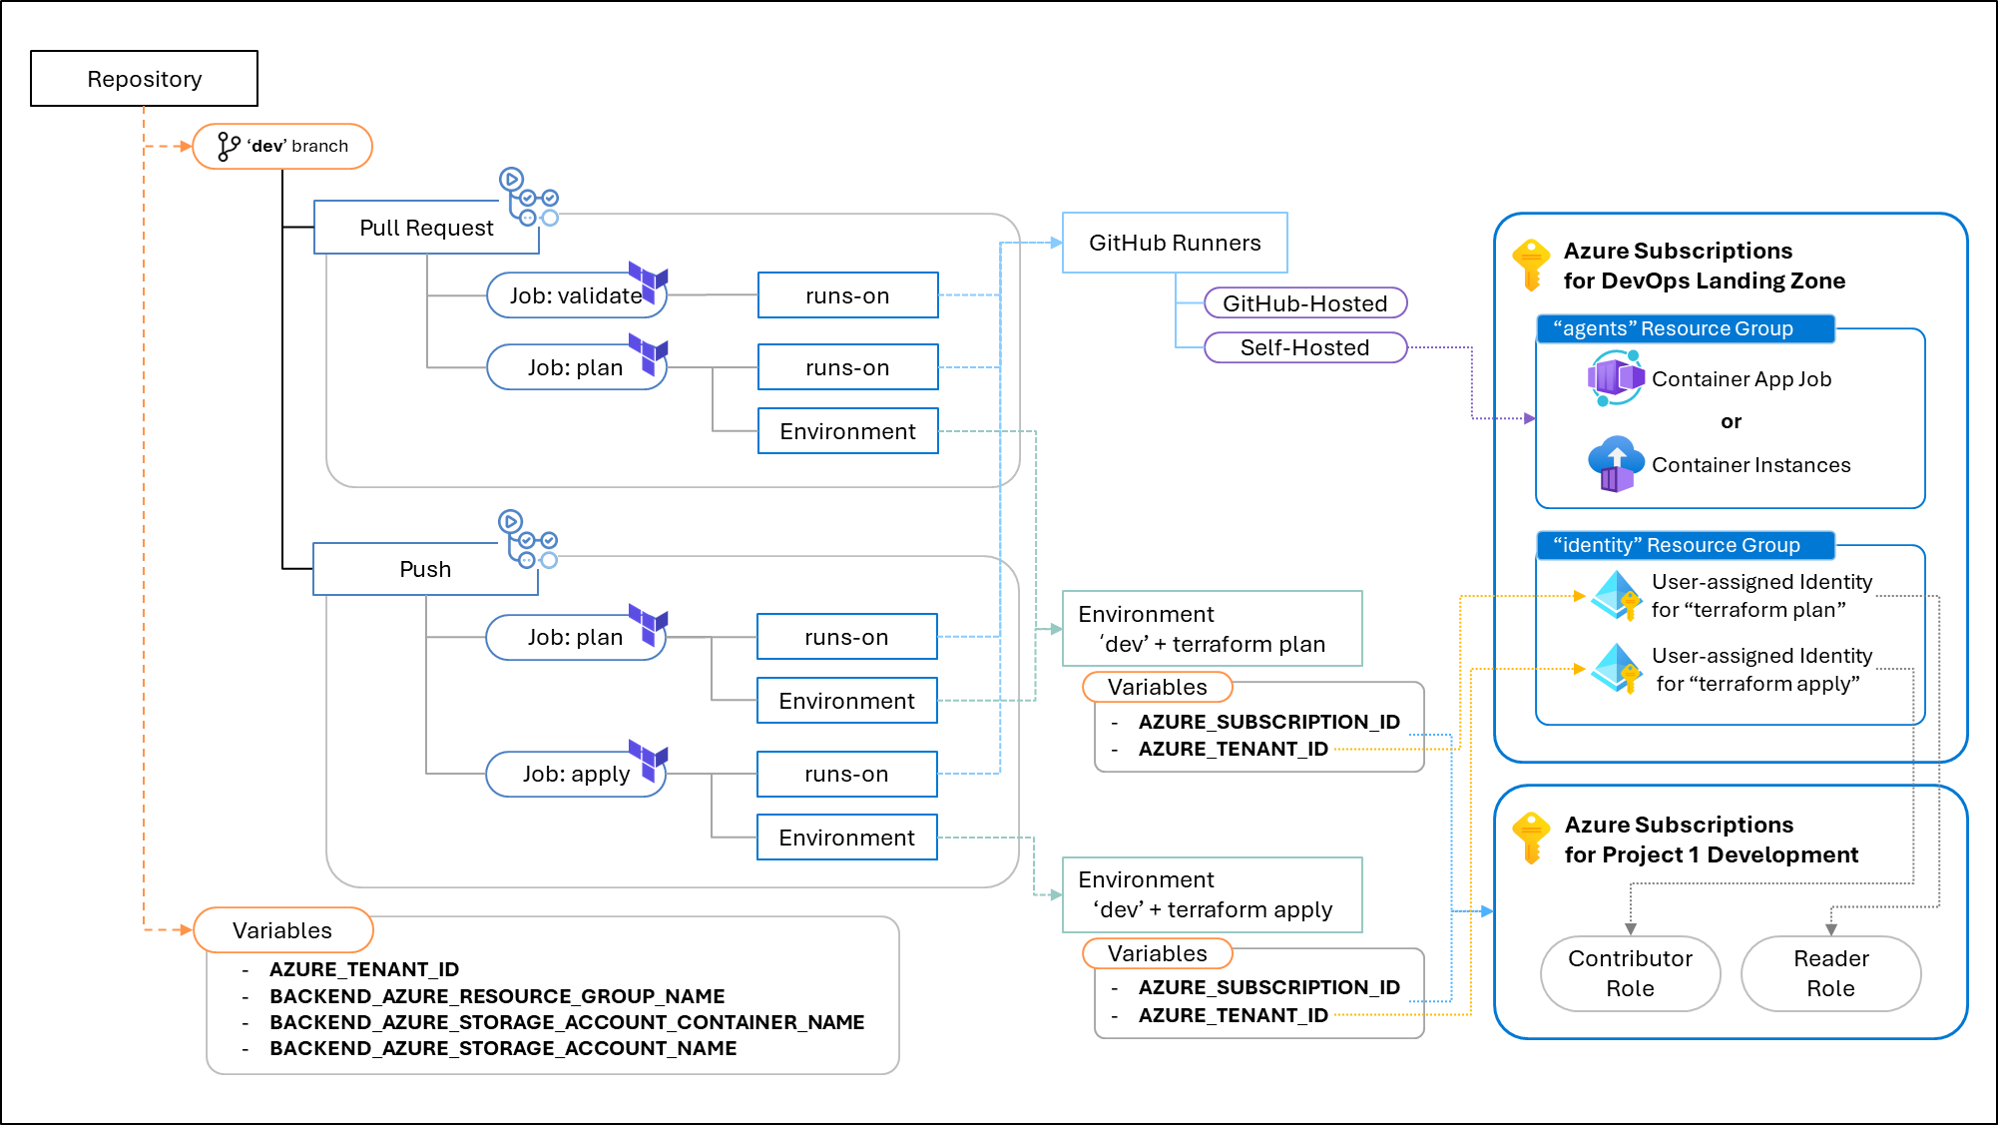 Repository
‘dev’ branch
Pull Request
Job: validate
runs-on
Job: plan
runs-on
Environment
Push
Job: plan
runs-on
Environment
Job: apply
runs-on
Environment
Variables
- AZURE_TENANT_ID
- BACKEND_AZURE_RESOURCE_GROUP_NAME
- BACKEND_AZURE_STORAGE_ACCOUNT_CONTAINER_NAME
- BACKEND_AZURE_STORAGE_ACCOUNT_NAME
GitHub Runners
GitHub-Hosted
Self-Hosted
Environment
‘dev’ + terraform plan
Variables
- AZURE_SUBSCRIPTION_ID
- AZURE_TENANT_ID
Environment
‘dev’ + terraform apply
Variables
- AZURE_SUBSCRIPTION_ID
- AZURE_TENANT_ID
Azure Subscriptions
for DevOps Landing Zone
“agents” Resource Group
Container App Job
or
Container Instances
“identity” Resource Group
User-assigned Identity
for “terraform plan”
User-assigned Identity
for “terraform apply”
Azure Subscriptions
for Project 1 Development
Contributor
Role
Reader
Role